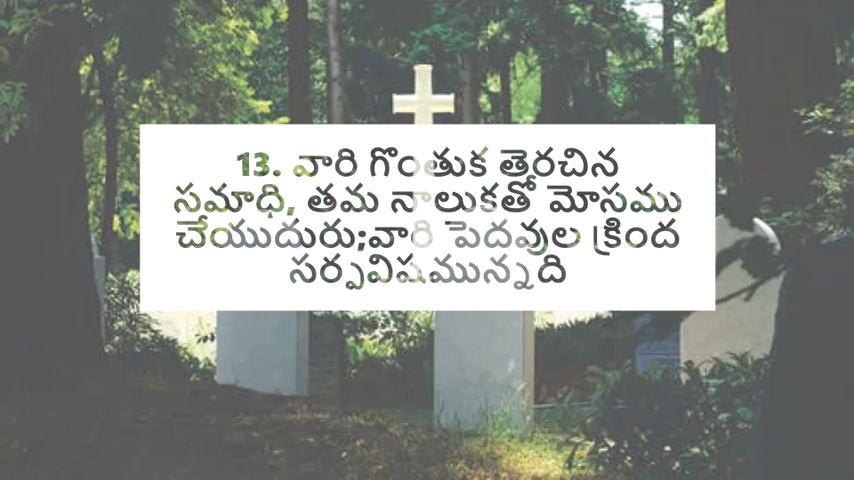 13. వారి గొంతుక తెరచిన
సమాధి, తమ నాలుకతో మోసము
చేయుదురు;వారి పెదవుల క్రింద
సర్పవిషమున్నది